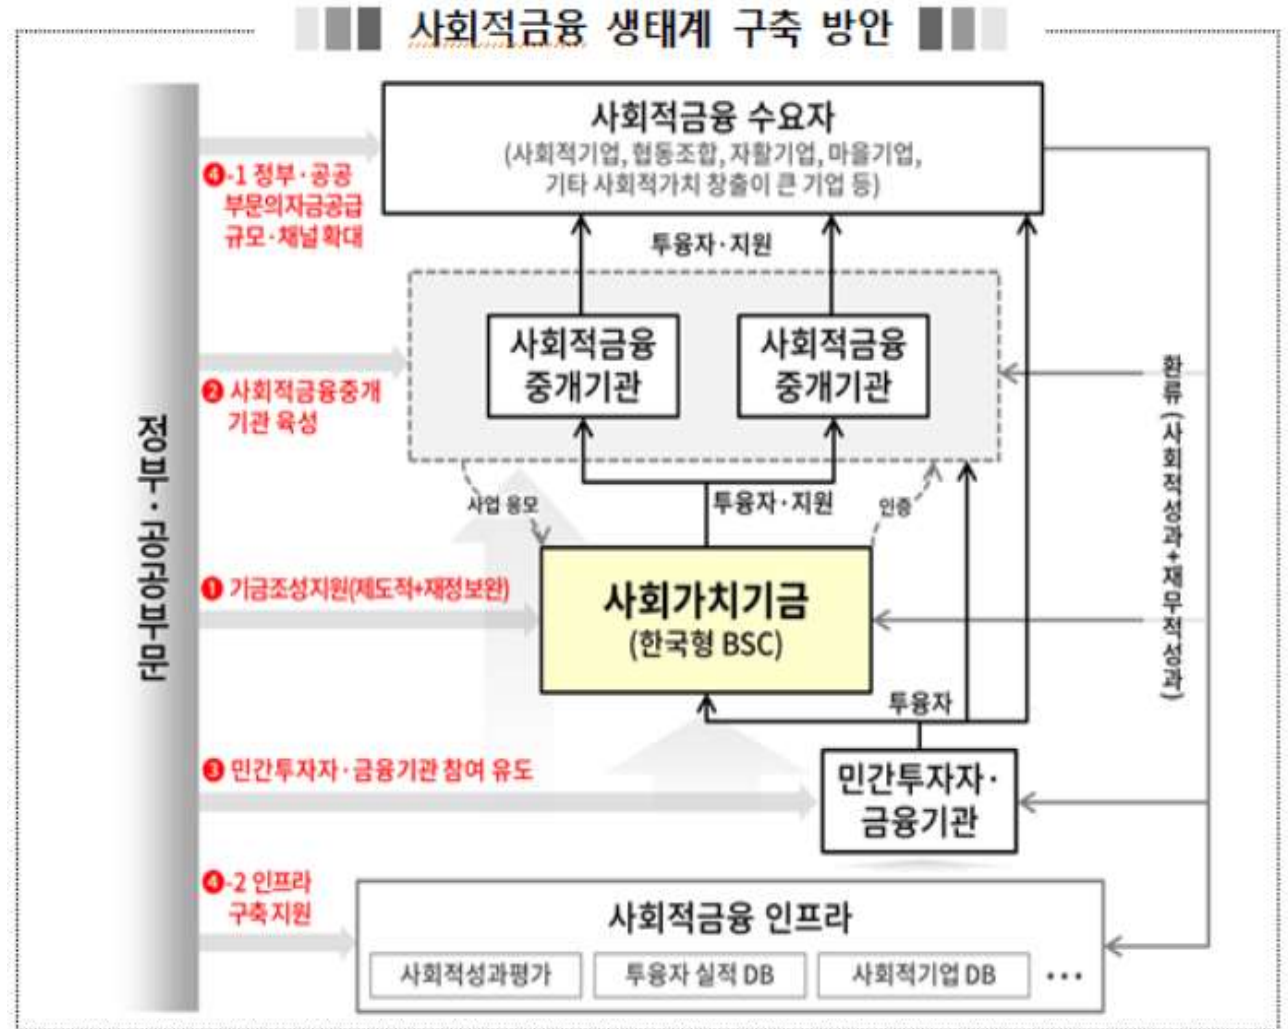 사회적금융 생태계 구축 방안
사회적금융 수요자
(사회적기업, 협동조합, 자활기업, 마을기업,
기타 사회적가치 창출이 큰 기업 등)
❹-1 정부·공공
부문의자금공급
규모·채널 확대
투융자·지원
사회적금융
중개기관
사회적금융
중개기관
❷ 사회적금융중개
기관 육성
환류 (사회적성과+재무적성과)
정부·공공부문
사업 응모
투융자·지원
인증
❶ 기금조성지원(제도적+재정보완)
사회가치기금
(한국형 BSC)
투융자
❸ 민간투자자·금융기관 참여 유도
민간투자자·
금융기관
❹-2 인프라
구축 지원
사회적금융 인프라
사회적성과평가
투융자 실적 DB
사회적기업 DB
···